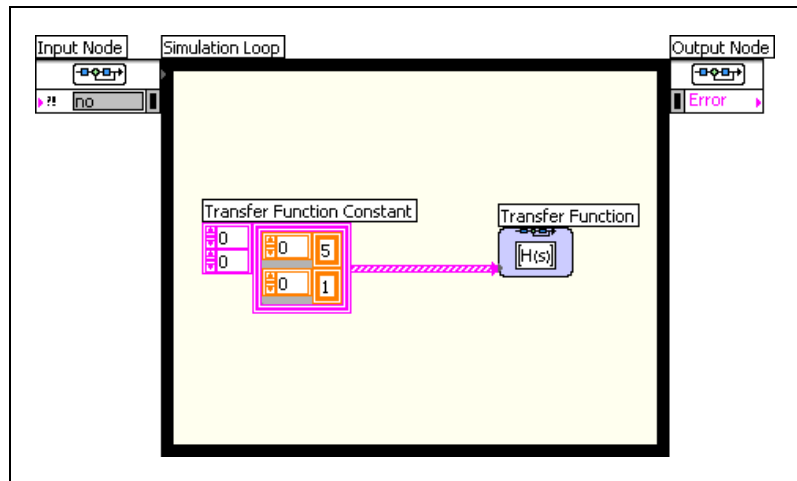 Input Node
Simulation Loop
Output Node
?! no
Error
Transfer Function Constant
Transfer Function
0
0
0 5
0 1
[H(s)]